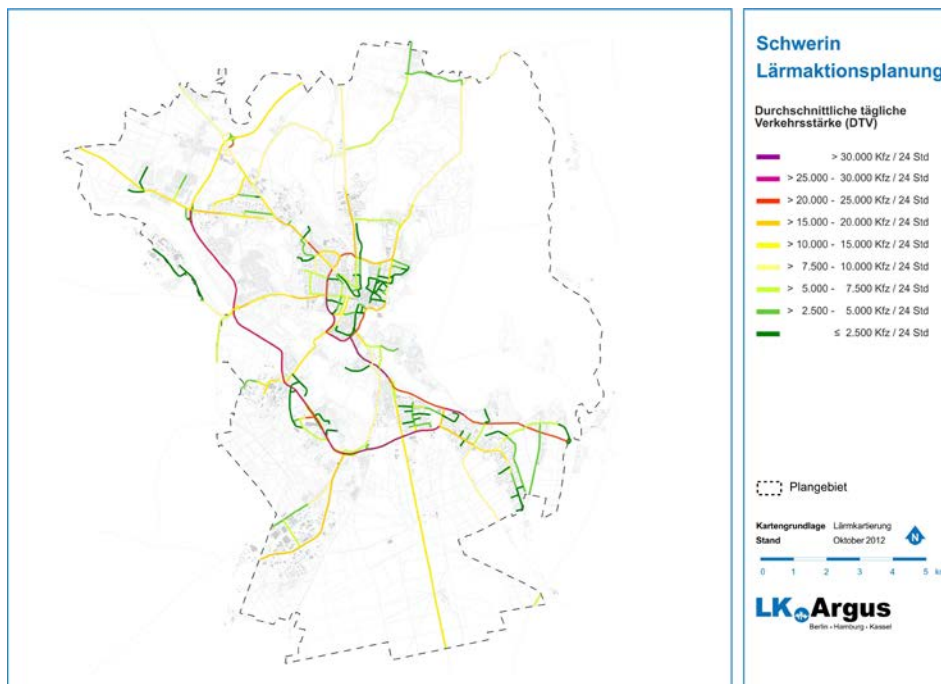 Schwerin
Lärmaktionsplanung
Durchschnittliche tägliche
Verkehrsstärke (DTV)
> 30.000 Kfz / 24 Std
> 25.000 - 30.000 Kfz / 24 Std
> 20.000 - 25.000 Kfz / 24 Std
> 15.000 - 20.000 Kfz / 24 Std
> 10.000 - 15.000 Kfz / 24 Std
> 7.500 - 10.000 Kfz / 24 Std
> 5.000 - 7.500 Kfz / 24 Std
> 2.500 - 5.000 Kfz / 24 Std
≤ 2.500 Kfz / 24 Std
Plangebiet
Kartengrundlage Lärmkartierung
Stand Oktober 2012
N
0 1 2 3 4 5 k
LK Argus
Berlin • Hamburg • Kassel